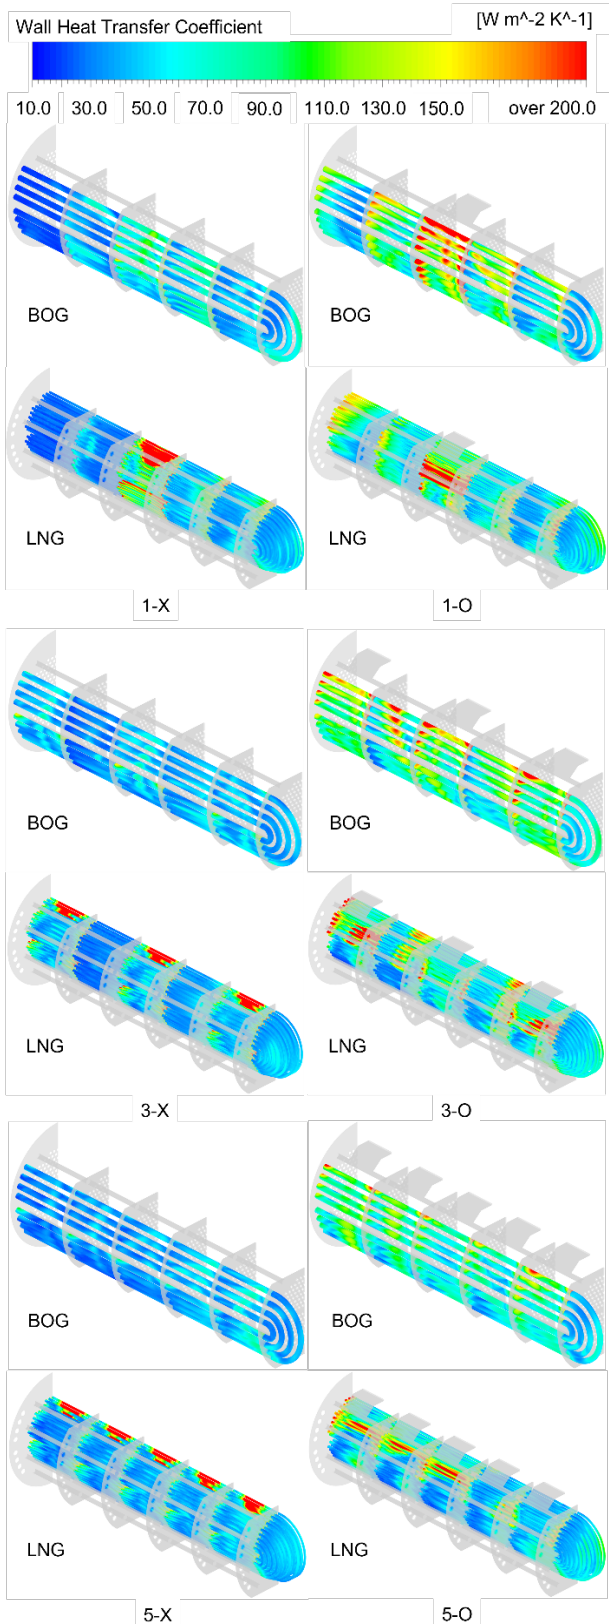 Wall Heat Transfer Coefficient [W m^-2 K^-1]
10.0 30.0 50.0 70.0 90.0 110.0 130.0 150.0 over 200.0
BOG BOG
LNG LNG
1-X 1-O
BOG BOG
LNG LNG
3-X 3-O
BOG BOG
LNG LNG
5-X 5-O